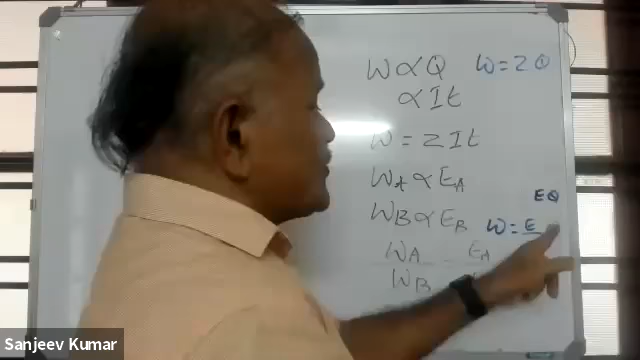 W∝Q W=ZQ
∝It
W=ZIt
WA∝EA
EQ
WB∝EB W=E
WA EA
WB
Sanjeev Kumar